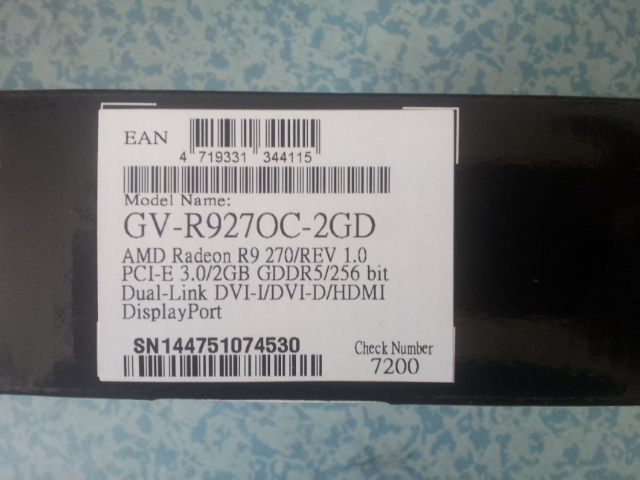 EAN
4 719331 344115
Model Name:
GV-R927OC-2GD
AMD Radeon R9 270/REV 1.0
PCI-E 3.0/2GB GDDR5/256 bit
Dual-Link DVI-I/DVI-D/HDMI
DisplayPort
SN144751074530
Check Number
7200